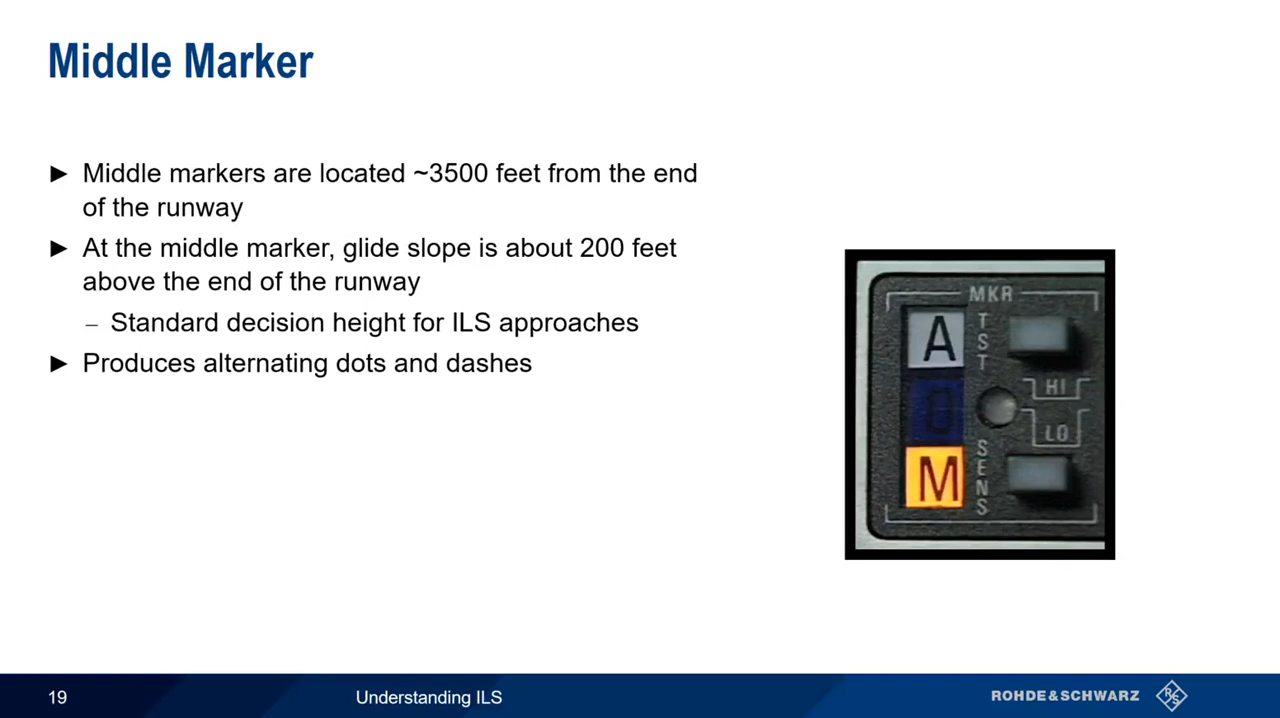 Middle Marker
► Middle markers are located ~3500 feet from the end
of the runway
► At the middle marker, glide slope is about 200 feet
above the end of the runway
– Standard decision height for ILS approaches
► Produces alternating dots and dashes
MKR
A
O
M
TST
HI
LO
SENS
19
Understanding ILS
ROHDE&SCHWARZ
R&S